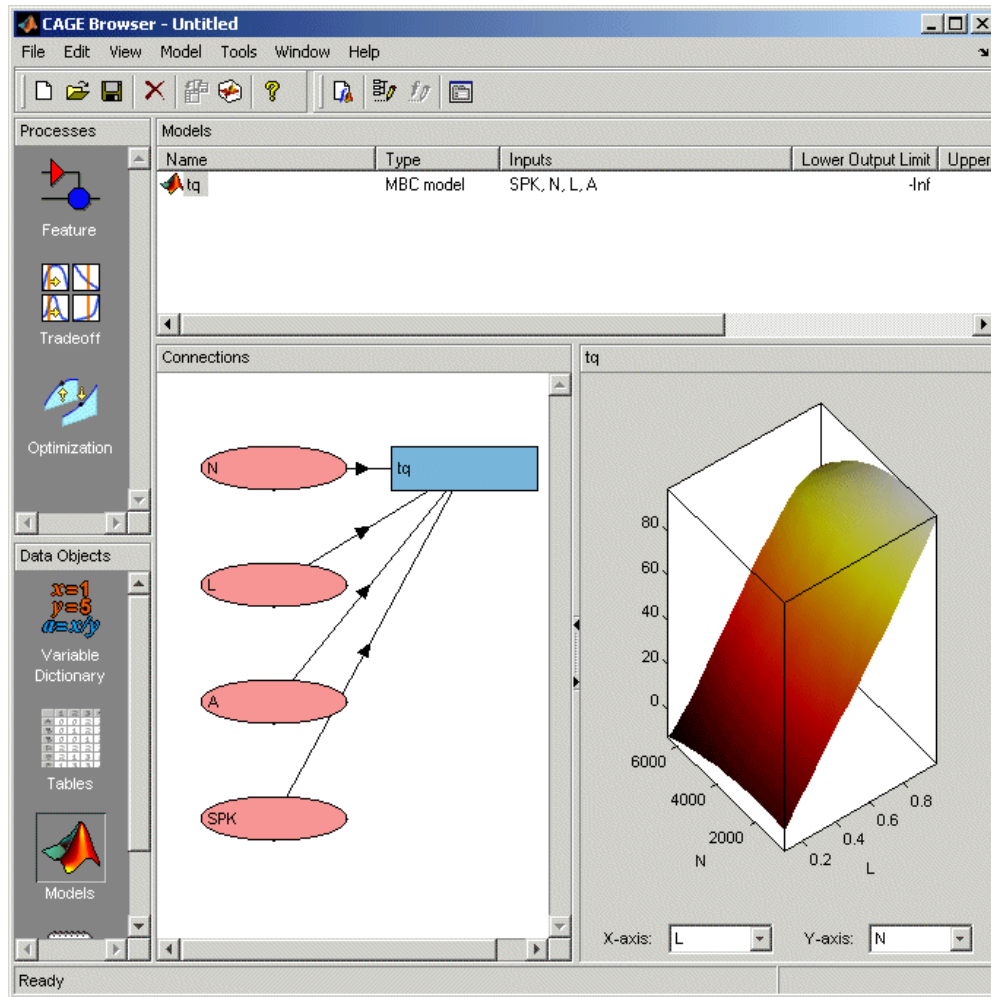 CAGE Browser - Untitled
File Edit View Model Tools Window Help
Processes
Feature
Tradeoff
Optimization
Data Objects
x=1
y=5
a=x/y
Variable
Dictionary
Tables
Models
Models
Name Type Inputs Lower Output Limit Upper
tq MBC model SPK, N, L, A -Inf
Connections
N
tq
L
A
SPK
tq
80
60
40
20
0
6000
4000
2000
N
0.2
0.4
0.6
0.8
L
X-axis: L Y-axis: N
Ready